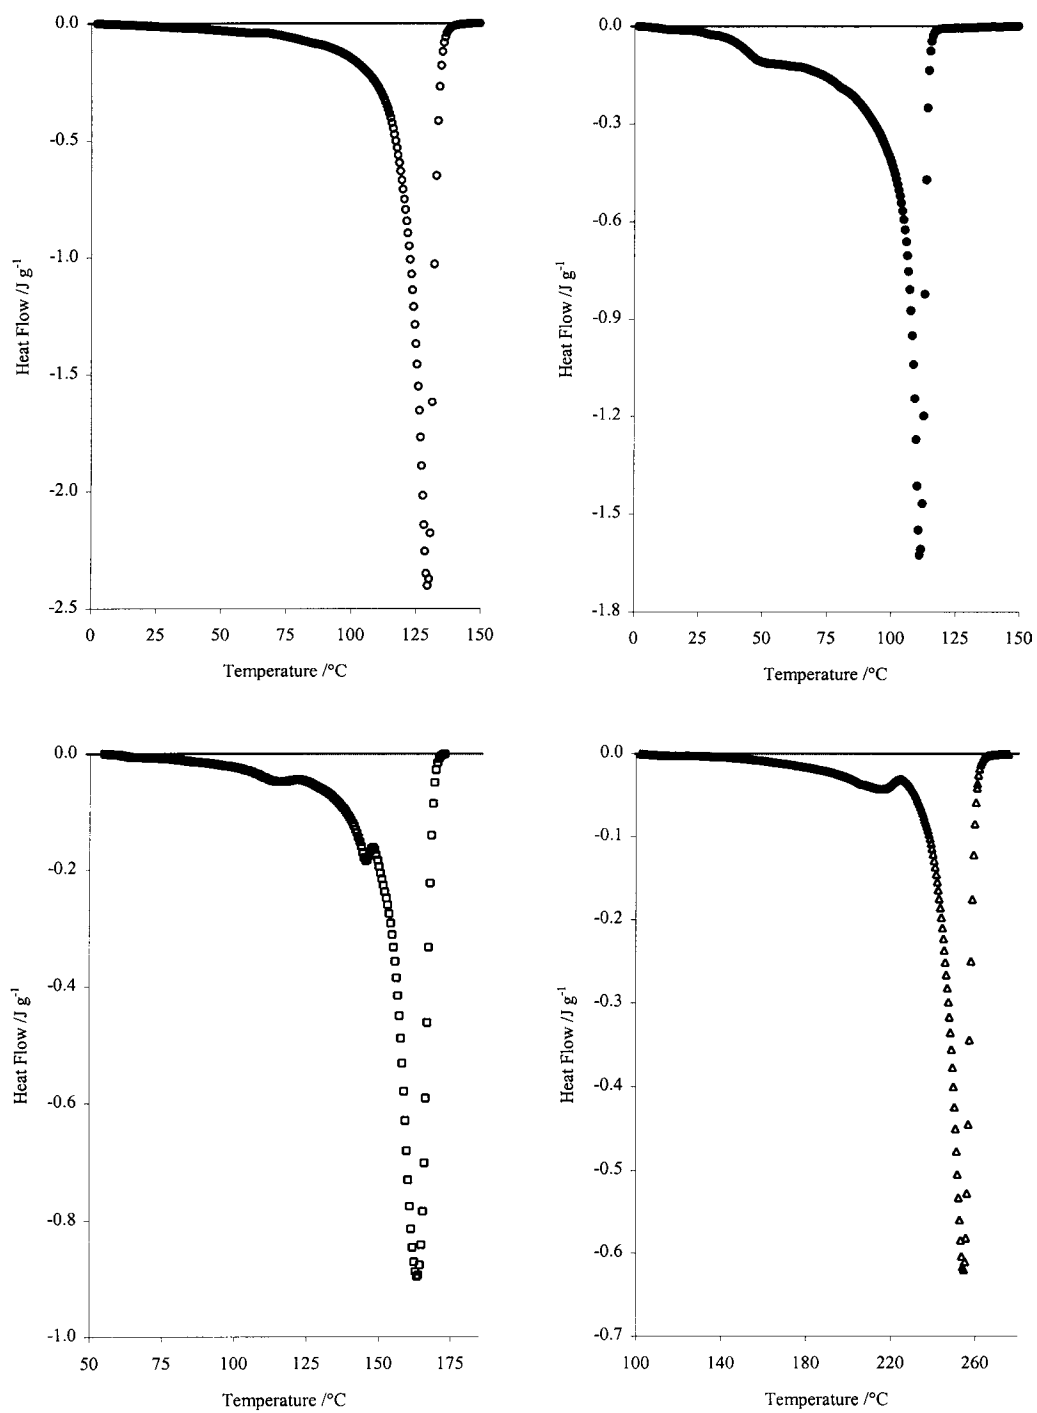 0.0
-0.5
-1.0
-1.5
-2.0
-2.5
0 25 50 75 100 125 150
Heat Flow /J g⁻¹
Temperature /°C
0.0
-0.3
-0.6
-0.9
-1.2
-1.5
-1.8
0 25 50 75 100 125 150
Heat Flow /J g⁻¹
Temperature /°C
0.0
-0.2
-0.4
-0.6
-0.8
-1.0
50 75 100 125 150 175
Heat Flow /J g⁻¹
Temperature /°C
0.0
-0.1
-0.2
-0.3
-0.4
-0.5
-0.6
-0.7
100 140 180 220 260
Heat Flow /J g⁻¹
Temperature /°C